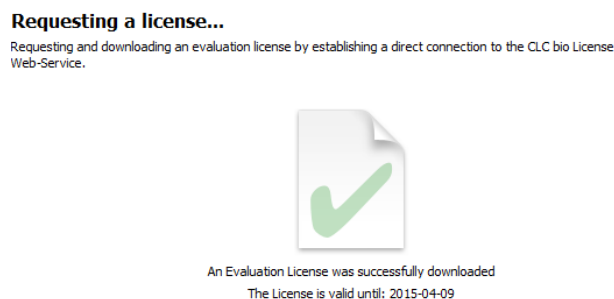 Requesting a license...
Requesting and downloading an evaluation license by establishing a direct connection to the CLC bio License
Web-Service.
An Evaluation License was successfully downloaded
The License is valid until: 2015-04-09